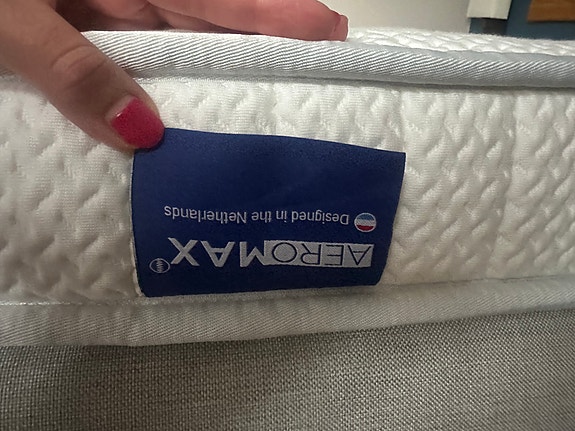 AEROMAX
Designed in the Netherlands